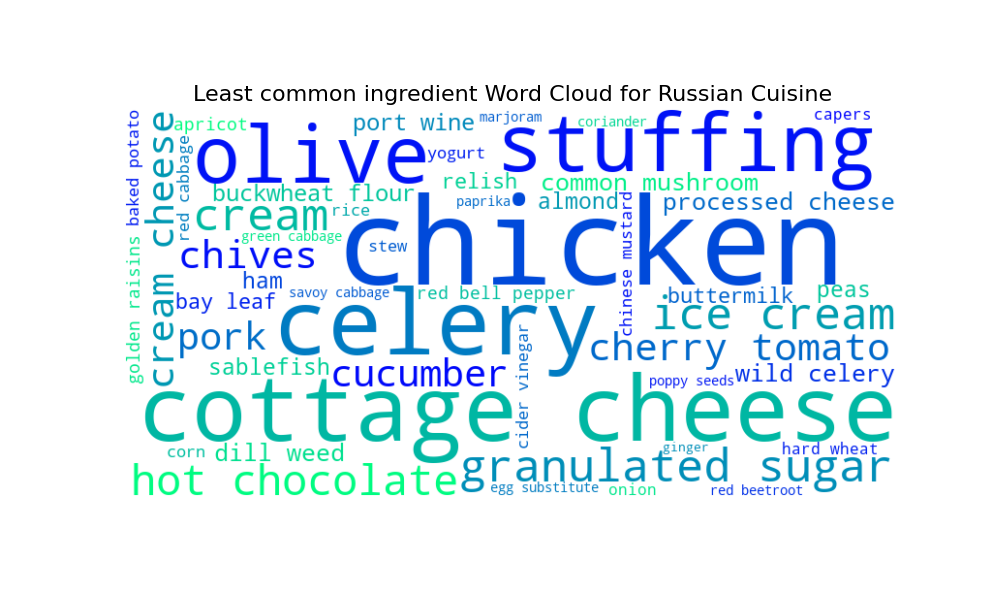 Least common ingredient Word Cloud for Russian Cuisine
baked potato
cream cheese
apricot
red cabbage
olive
port wine
marjoram
stuffing
coriander
capers
yogurt
buckwheat flour
relish
common mushroom
cream
rice
paprika
almond
processed cheese
green cabbage
chicken
chinese mustard
chives
stew
golden raisins
ham
bay leaf
savoy cabbage
red bell pepper
buttermilk
peas
pork
celery
ice cream
cherry tomato
sablefish
cucumber
cider vinegar
poppy seeds
wild celery
cottage cheese
corn
dill weed
ginger
hard wheat
hot chocolate
granulated sugar
egg substitute
onion
red beetroot